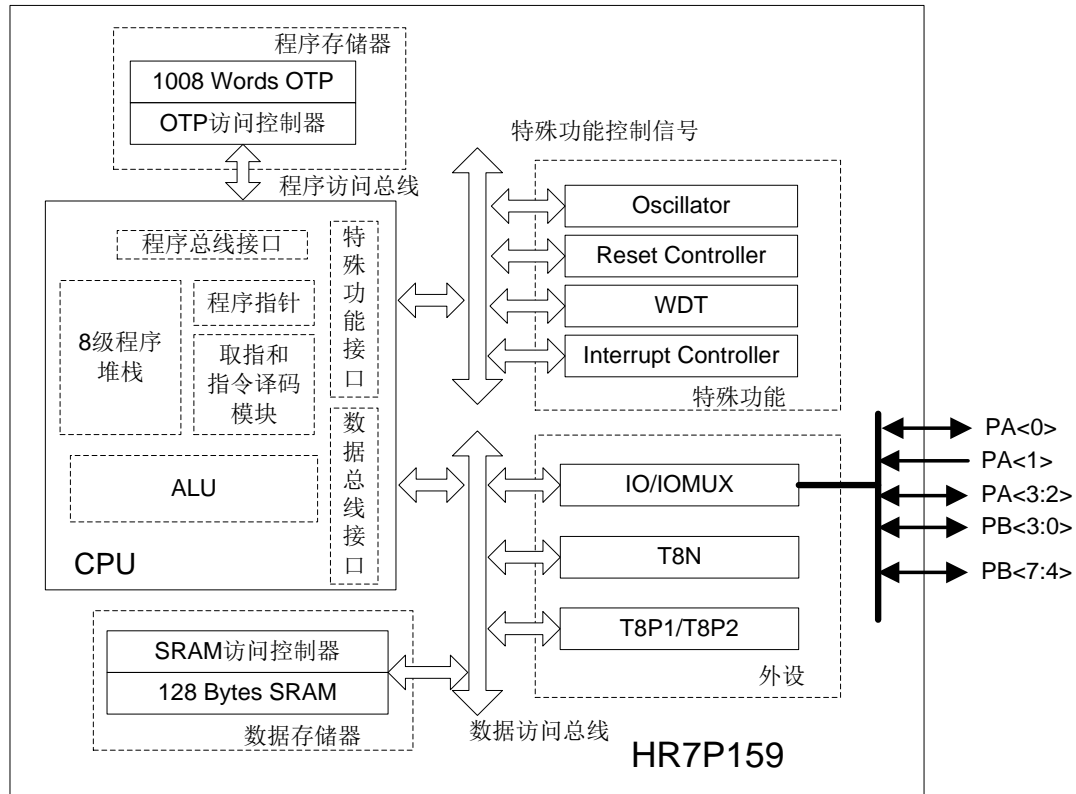 程序存储器
1008 Words OTP
OTP访问控制器
程序访问总线
程序总线接口
8级程序
堆栈
程序指针
取指和
指令译码
模块
ALU
CPU
特
殊
功
能
接
口
数
据
总
线
接
口
SRAM访问控制器
128 Bytes SRAM
数据存储器
特殊功能控制信号
Oscillator
Reset Controller
WDT
Interrupt Controller
特殊功能
IO/IOMUX
T8N
T8P1/T8P2
外设
数据访问总线
PA<0>
PA<1>
PA<3:2>
PB<3:0>
PB<7:4>
HR7P159